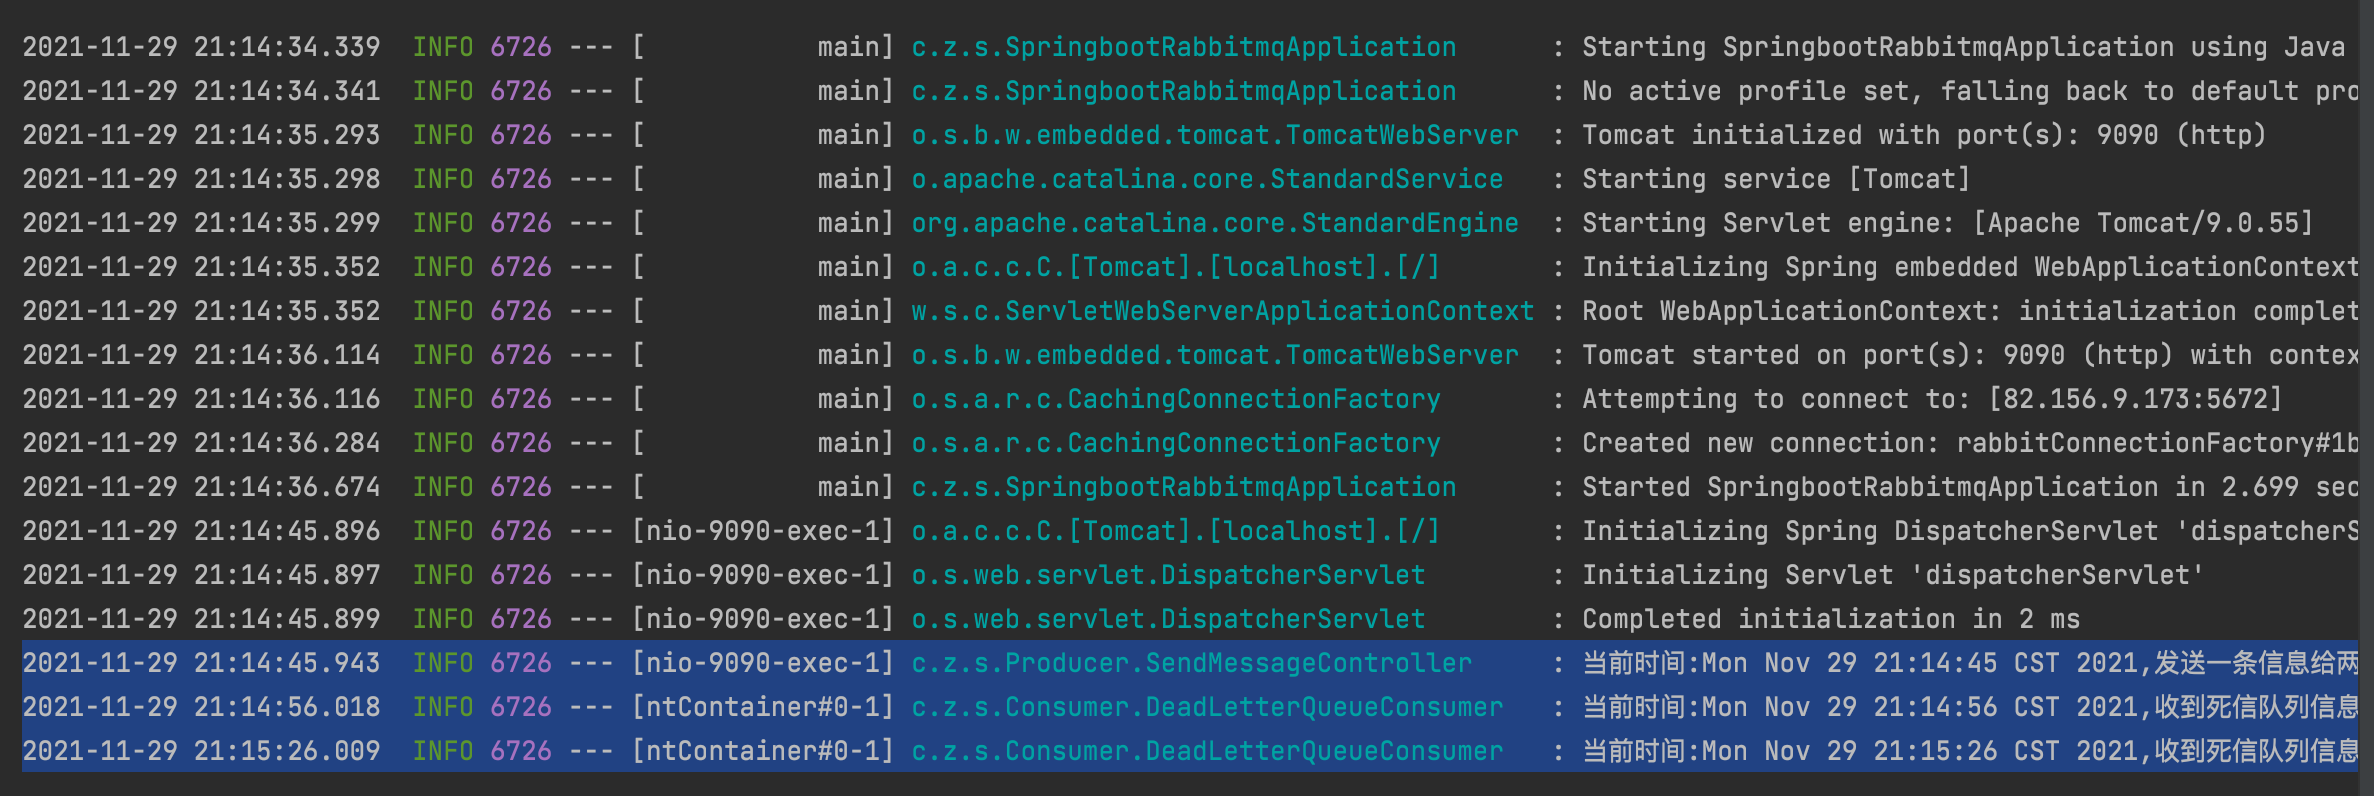 2021-11-29 21:14:34.339  INFO 6726 --- [           main] c.z.s.SpringbootRabbitmqApplication      : Starting SpringbootRabbitmqApplication using Java
2021-11-29 21:14:34.341  INFO 6726 --- [           main] c.z.s.SpringbootRabbitmqApplication      : No active profile set, falling back to default pro
2021-11-29 21:14:35.293  INFO 6726 --- [           main] o.s.b.w.embedded.tomcat.TomcatWebServer  : Tomcat initialized with port(s): 9090 (http)
2021-11-29 21:14:35.298  INFO 6726 --- [           main] o.apache.catalina.core.StandardService   : Starting service [Tomcat]
2021-11-29 21:14:35.299  INFO 6726 --- [           main] org.apache.catalina.core.StandardEngine  : Starting Servlet engine: [Apache Tomcat/9.0.55]
2021-11-29 21:14:35.352  INFO 6726 --- [           main] o.a.c.c.C.[Tomcat].[localhost].[/]       : Initializing Spring embedded WebApplicationContext
2021-11-29 21:14:35.352  INFO 6726 --- [           main] w.s.c.ServletWebServerApplicationContext : Root WebApplicationContext: initialization complet
2021-11-29 21:14:36.114  INFO 6726 --- [           main] o.s.b.w.embedded.tomcat.TomcatWebServer  : Tomcat started on port(s): 9090 (http) with contex
2021-11-29 21:14:36.116  INFO 6726 --- [           main] o.s.a.r.c.CachingConnectionFactory       : Attempting to connect to: [82.156.9.173:5672]
2021-11-29 21:14:36.284  INFO 6726 --- [           main] o.s.a.r.c.CachingConnectionFactory       : Created new connection: rabbitConnectionFactory#1b
2021-11-29 21:14:36.674  INFO 6726 --- [           main] c.z.s.SpringbootRabbitmqApplication      : Started SpringbootRabbitmqApplication in 2.699 sec
2021-11-29 21:14:45.896  INFO 6726 --- [nio-9090-exec-1] o.a.c.c.C.[Tomcat].[localhost].[/]       : Initializing Spring DispatcherServlet 'dispatcherS
2021-11-29 21:14:45.897  INFO 6726 --- [nio-9090-exec-1] o.s.web.servlet.DispatcherServlet        : Initializing Servlet 'dispatcherServlet'
2021-11-29 21:14:45.899  INFO 6726 --- [nio-9090-exec-1] o.s.web.servlet.DispatcherServlet        : Completed initialization in 2 ms
2021-11-29 21:14:45.943  INFO 6726 --- [nio-9090-exec-1] c.z.s.Producer.SendMessageController     : 当前时间:Mon Nov 29 21:14:45 CST 2021,发送一条信息给两
2021-11-29 21:14:56.018  INFO 6726 --- [ntContainer#0-1] c.z.s.Consumer.DeadLetterQueueConsumer   : 当前时间:Mon Nov 29 21:14:56 CST 2021,收到死信队列信息
2021-11-29 21:15:26.009  INFO 6726 --- [ntContainer#0-1] c.z.s.Consumer.DeadLetterQueueConsumer   : 当前时间:Mon Nov 29 21:15:26 CST 2021,收到死信队列信息